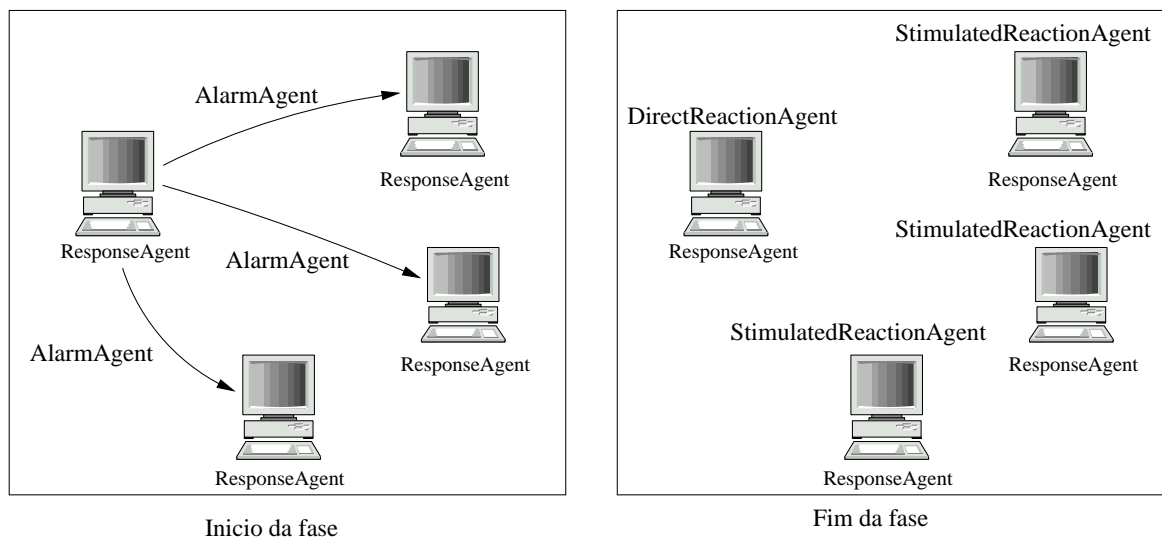 AlarmAgent
ResponseAgent
ResponseAgent
AlarmAgent
AlarmAgent
ResponseAgent
ResponseAgent
Inicio da fase
StimulatedReactionAgent
DirectReactionAgent
ResponseAgent
ResponseAgent
StimulatedReactionAgent
StimulatedReactionAgent
ResponseAgent
ResponseAgent
Fim da fase